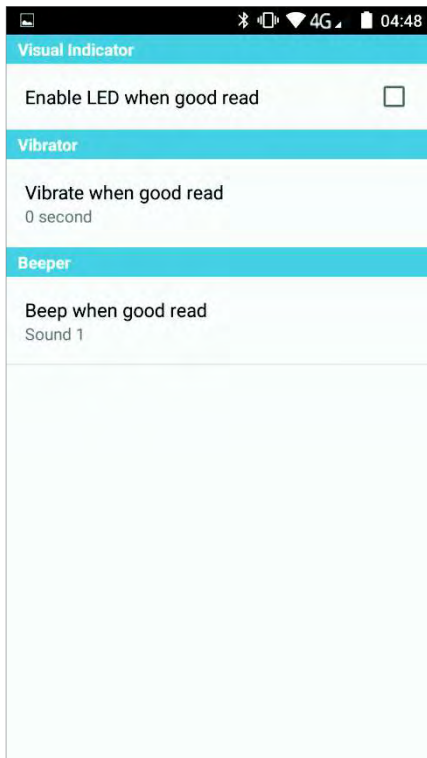 4G 04:48
Visual Indicator
Enable LED when good read
Vibrator
Vibrate when good read
0 second
Beeper
Beep when good read
Sound 1